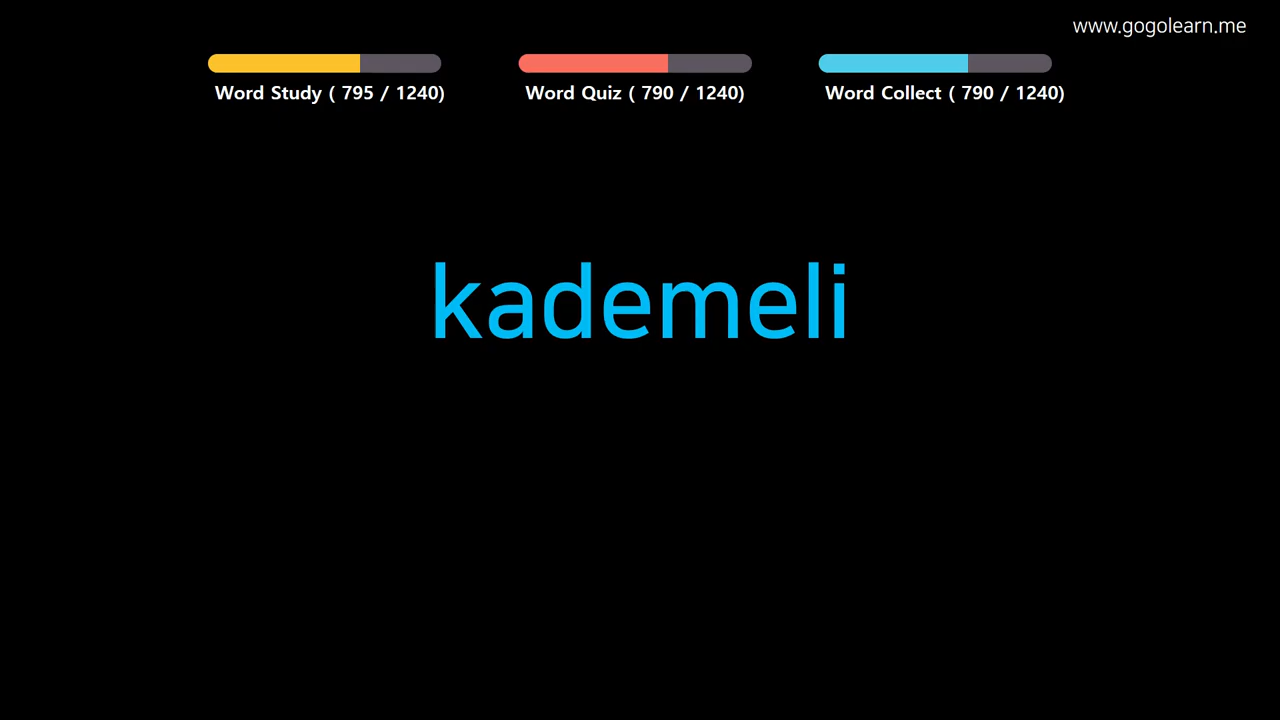 www.gogolearn.me
Word Study ( 795 / 1240)
Word Quiz ( 790 / 1240)
Word Collect ( 790 / 1240)
kademeli